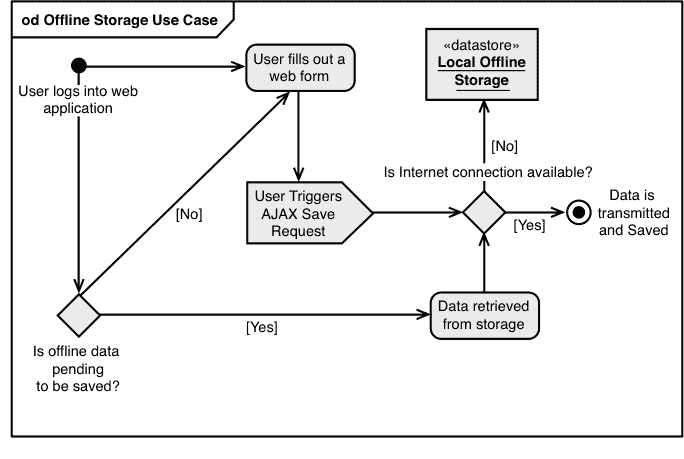 od Offline Storage Use Case
User logs into web
application
User fills out a
web form
«datastore»
Local Offline
Storage
[No]
Is Internet connection available?
[No]
User Triggers
AJAX Save
Request
[Yes]
Data is
transmitted
and Saved
Data retrieved
from storage
[Yes]
Is offline data
pending
to be saved?